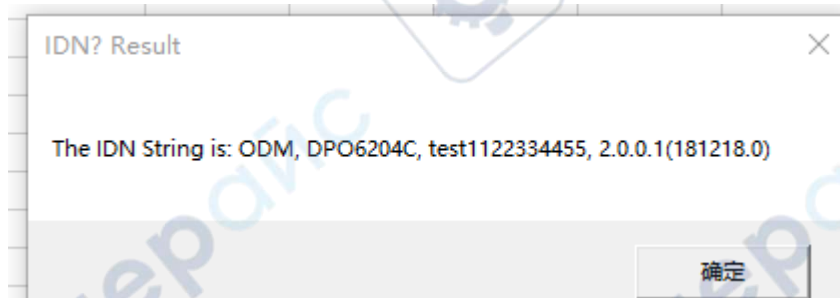 IDN? Result
The IDN String is: ODM, DPO6204C, test1122334455, 2.0.0.1(181218.0)
确定